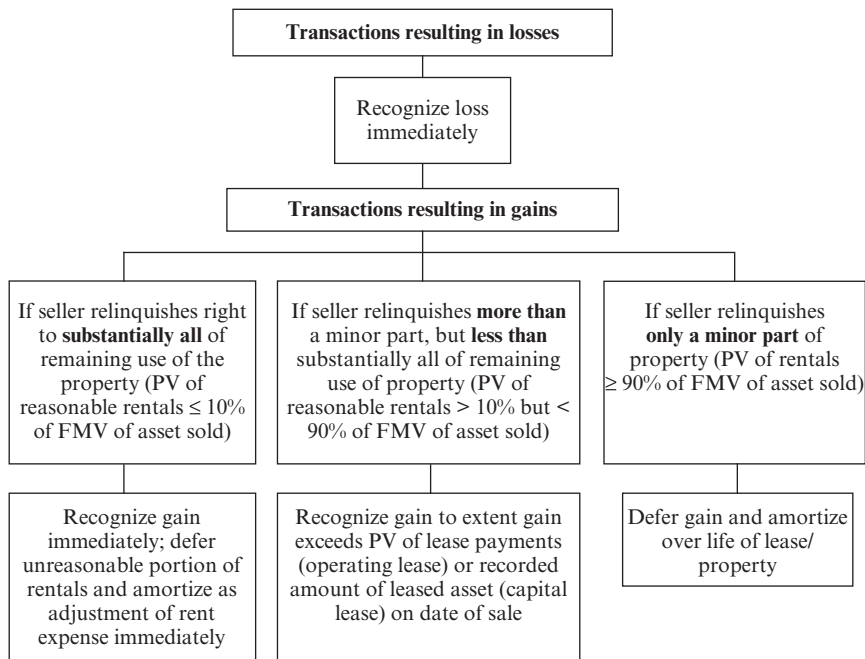 Transactions resulting in losses
Recognize loss
immediately
Transactions resulting in gains
If seller relinquishes right
to substantially all of
remaining use of the
property (PV of
reasonable rentals ≤ 10%
of FMV of asset sold)
If seller relinquishes more than
a minor part, but less than
substantially all of remaining
use of property (PV of
reasonable rentals > 10% but <
90% of FMV of asset sold)
If seller relinquishes
only a minor part of
property (PV of rentals
≥ 90% of FMV of asset sold)
Recognize gain
immediately; defer
unreasonable portion of
rentals and amortize as
adjustment of rent
expense immediately
Recognize gain to extent gain
exceeds PV of lease payments
(operating lease) or recorded
amount of leased asset (capital
lease) on date of sale
Defer gain and amortize
over life of lease/
property